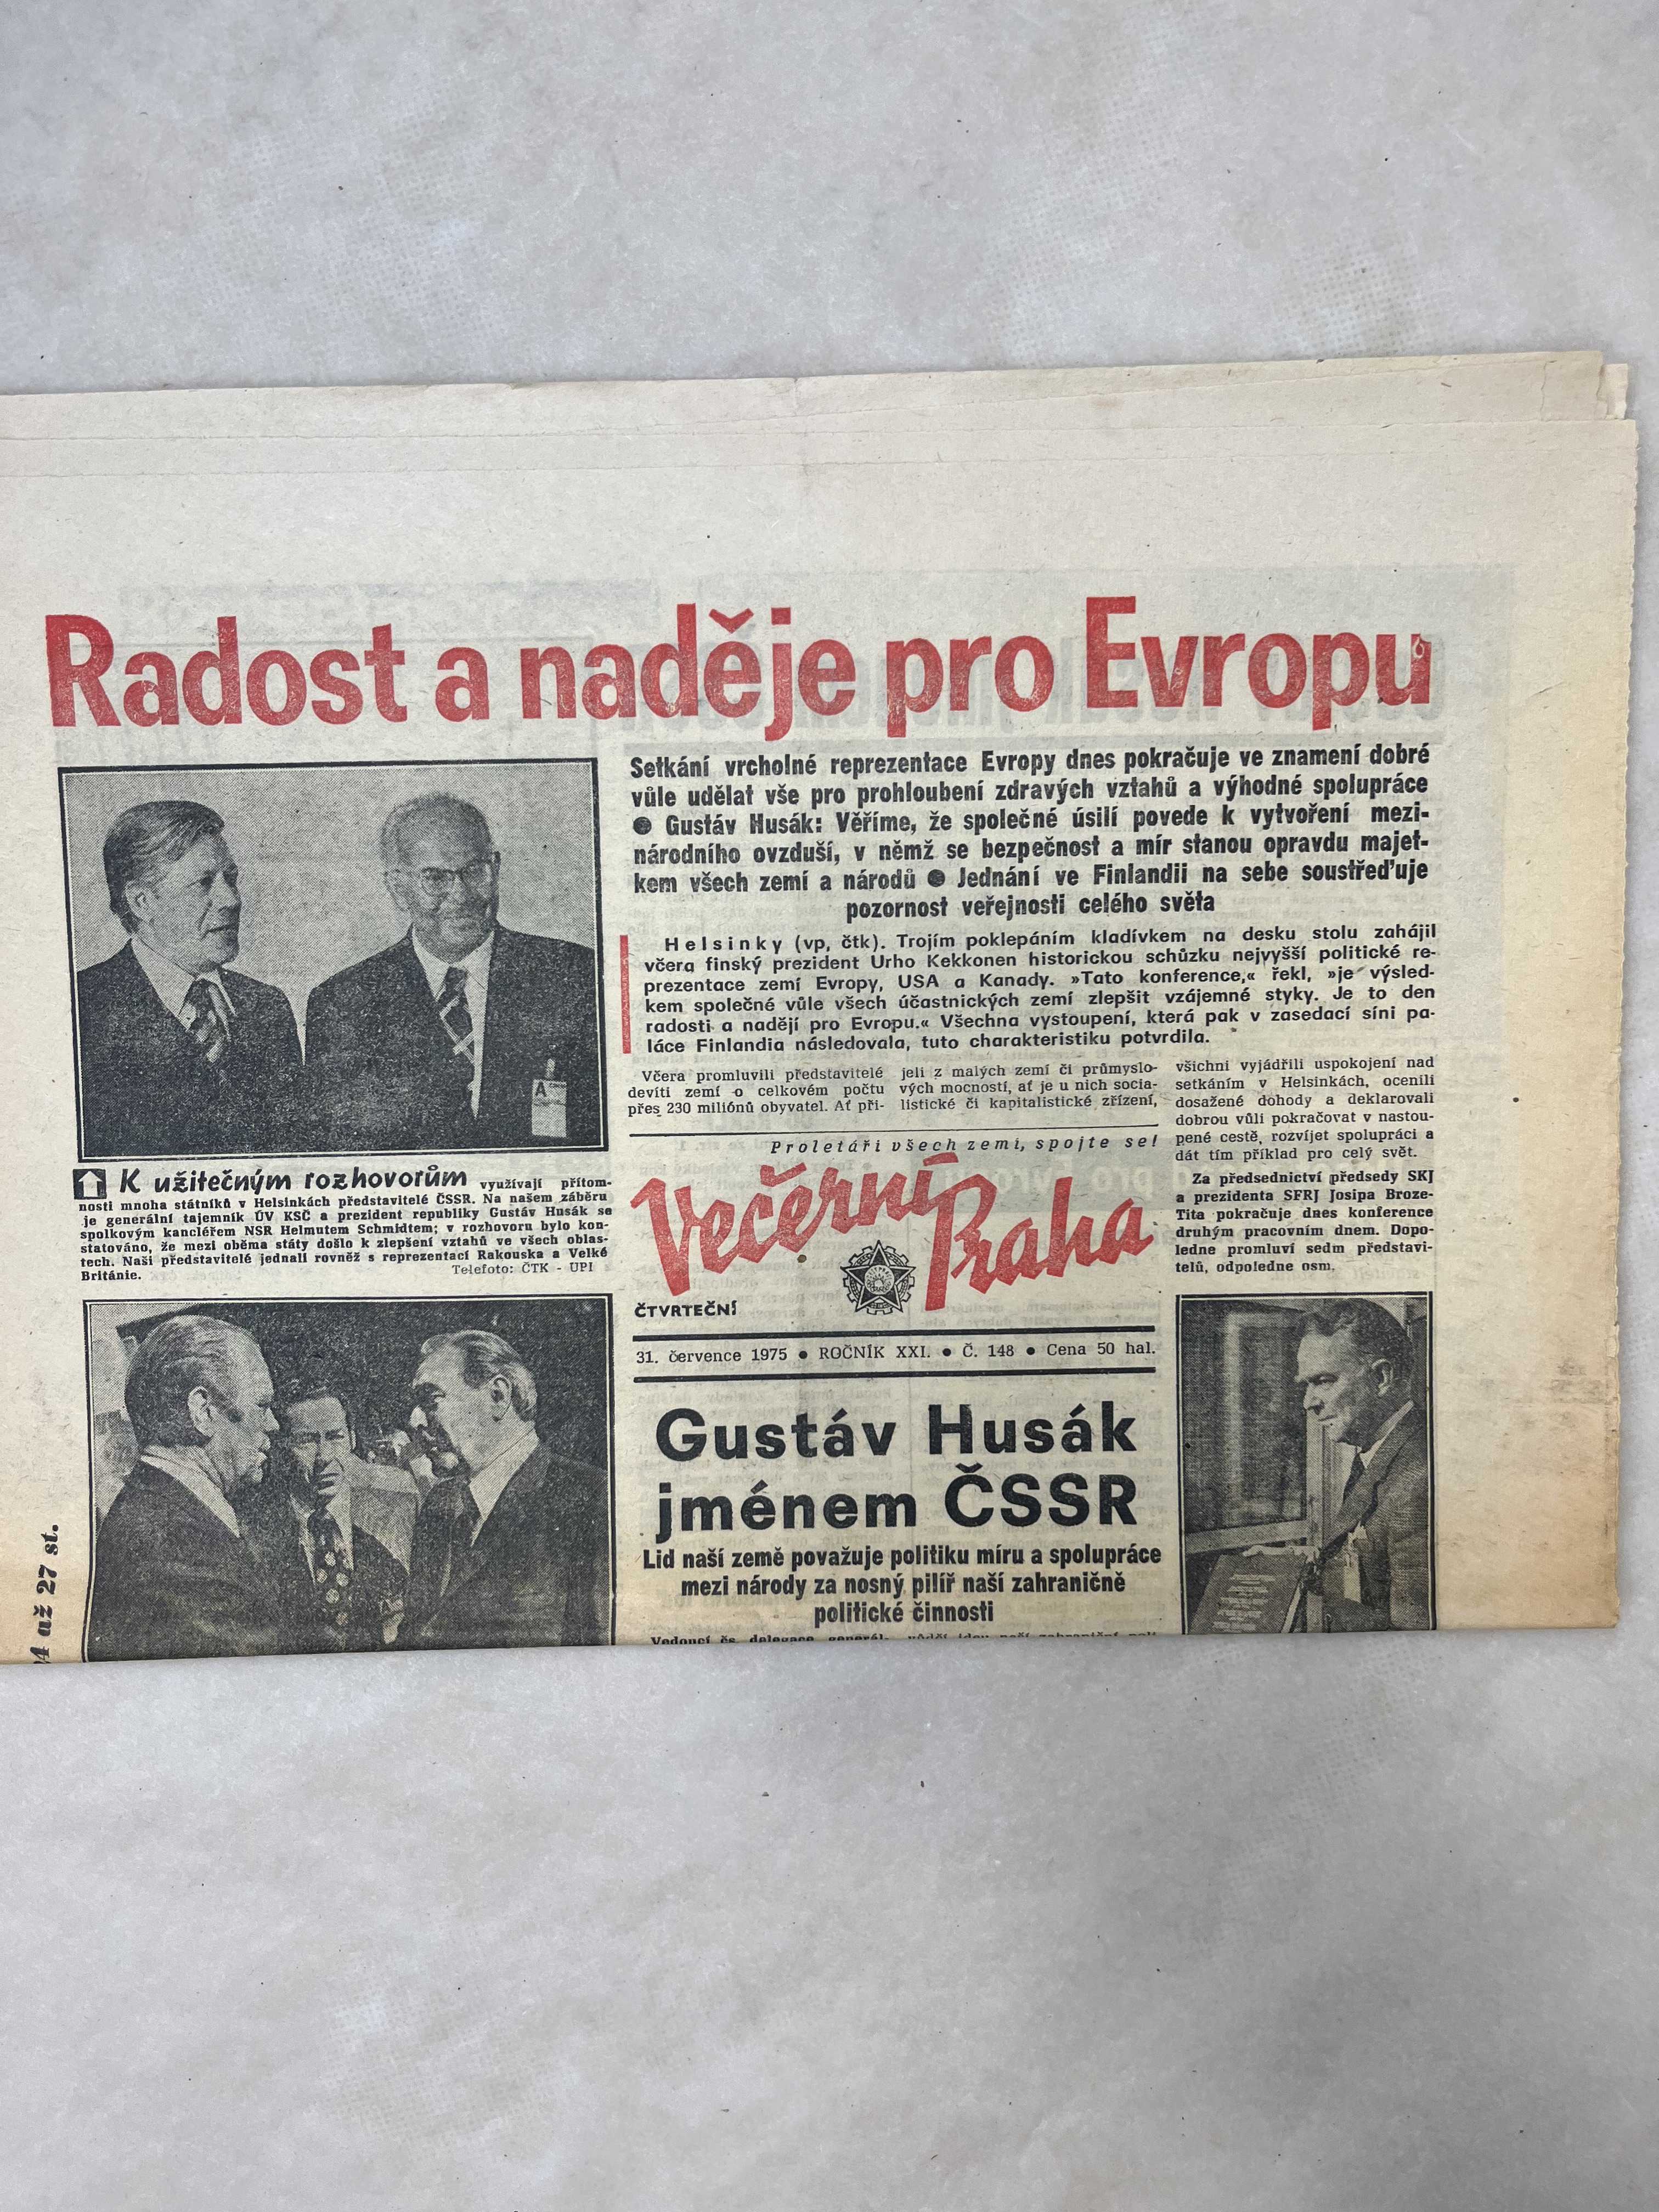 Radost a naděje pro Evropu
Setkání vrcholné reprezentace Evropy dnes pokračuje ve znamení dobré
vůle udělat vše pro prohloubení zdravých vztahů a výhodné spolupráce
● Gustáv Husák: Věříme, že společné úsilí povede k vytvoření mezi-
národního ovzduší, v němž se bezpečnost a mír stanou opravdu majet-
kem všech zemí a národů ● Jednání ve Finlandii na sebe soustřeďuje
pozornost veřejnosti celého světa
Helsinky (vp, čtk). Trojím poklepáním kladívkem na desku stolu zahájil
včera finský prezident Urho Kekkonen historickou schůzku nejvyšší politické re-
prezentace zemí Evropy, USA a Kanady. »Tato konference,« řekl, »je výsled-
kem společné vůle všech účastnických zemí zlepšit vzájemné styky. Je to den
radosti a nadějí pro Evropu.« Všechna vystoupení, která pak v zasedací síni pa-
láce Finlandia následovala, tuto charakteristiku potvrdila.
Včera promluvili představitelé
devíti zemí o celkovém počtu
přes 230 miliónů obyvatel. Ať při-
jeli z malých zemí či průmyslo-
vých mocností, ať je u nich socia-
listické či kapitalistické zřízení,
všichni vyjádřili uspokojení nad
setkáním v Helsinkách, ocenili
dosažené dohody a deklarovali
dobrou vůli pokračovat v nastou-
pené cestě, rozvíjet spolupráci a
dát tím příklad pro celý svět.
Za předsednictví předsedy SKJ
a prezidenta SFRJ Josipa Broze-
Tita pokračuje dnes konference
druhým pracovním dnem. Dopo-
ledne promluví sedm představi-
telů, odpoledne osm.
A
K užitečným rozhovorům využívají přítom-
nosti mnoha státníků v Helsinkách představitelé ČSSR. Na našem záběru
je generální tajemník ÚV KSČ a prezident republiky Gustáv Husák se
spolkovým kancléřem NSR Helmutem Schmidtem; v rozhovoru bylo kon-
statováno, že mezi oběma státy došlo k zlepšení vztahů ve všech oblas-
tech. Naši představitelé jednali rovněž s reprezentací Rakouska a Velké
Británie.
Telefoto: ČTK - UPI
Proletáři všech zemí, spojte se!
Večerní
Praha
ČTVRTEČNÍ
31. července 1975 ● ROČNÍK XXI. ● Č. 148 ● Cena 50 hal.
Gustáv Husák
jménem ČSSR
Lid naší země považuje politiku míru a spolupráce
mezi národy za nosný pilíř naší zahraničně
politické činnosti
Vedoucí čs. delegace, generál-
vůdčí ideu naší zahraniční poli
24 až 27 st.